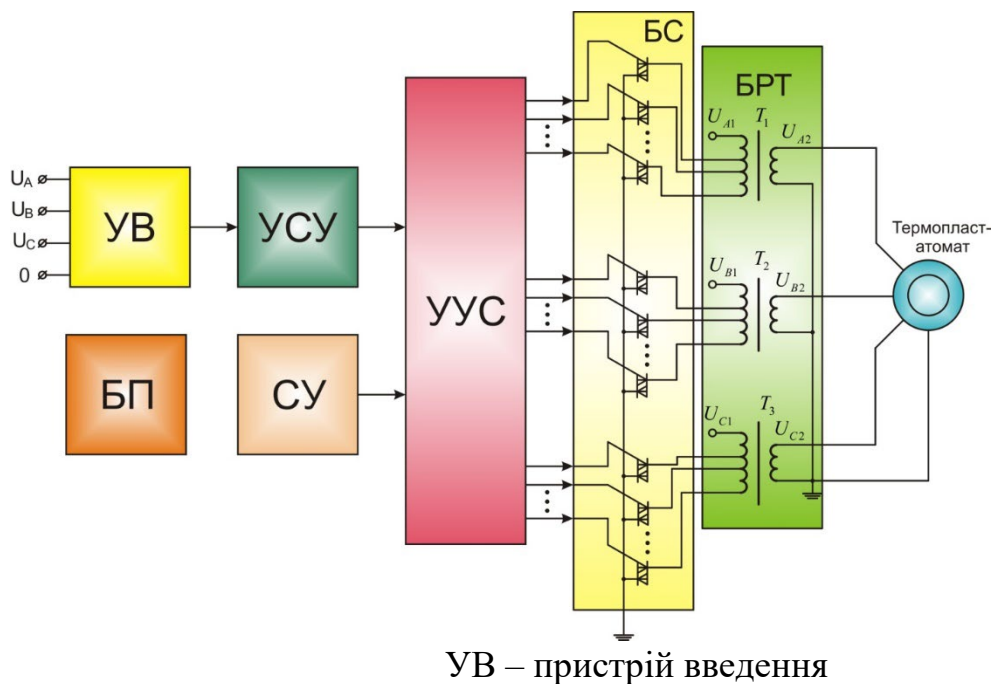 БС
БРТ
U_A1 T_1 U_A2
U_A
U_B
U_C
0
УВ
УСУ
УУС
Термопласт-
атомат
U_B1 T_2 U_B2
БП
СУ
U_C1 T_3 U_C2
УВ – пристрій введення